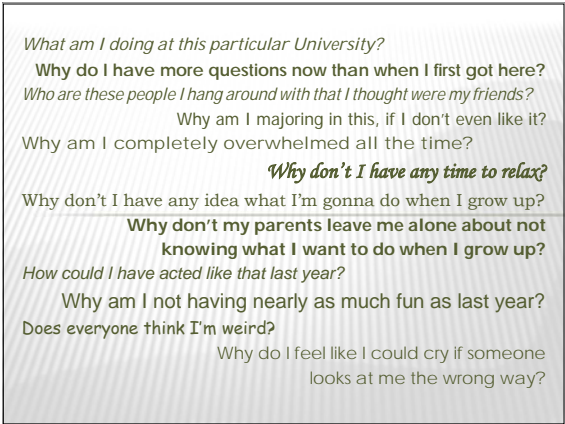 What am I doing at this particular University?
Why do I have more questions now than when I first got here?
Who are these people I hang around with that I thought were my friends?
Why am I majoring in this, if I don't even like it?
Why am I completely overwhelmed all the time?
Why don't I have any time to relax?
Why don't I have any idea what I'm gonna do when I grow up?
Why don't my parents leave me alone about not
knowing what I want to do when I grow up?
How could I have acted like that last year?
Why am I not having nearly as much fun as last year?
Does everyone think I'm weird?
Why do I feel like I could cry if someone
looks at me the wrong way?